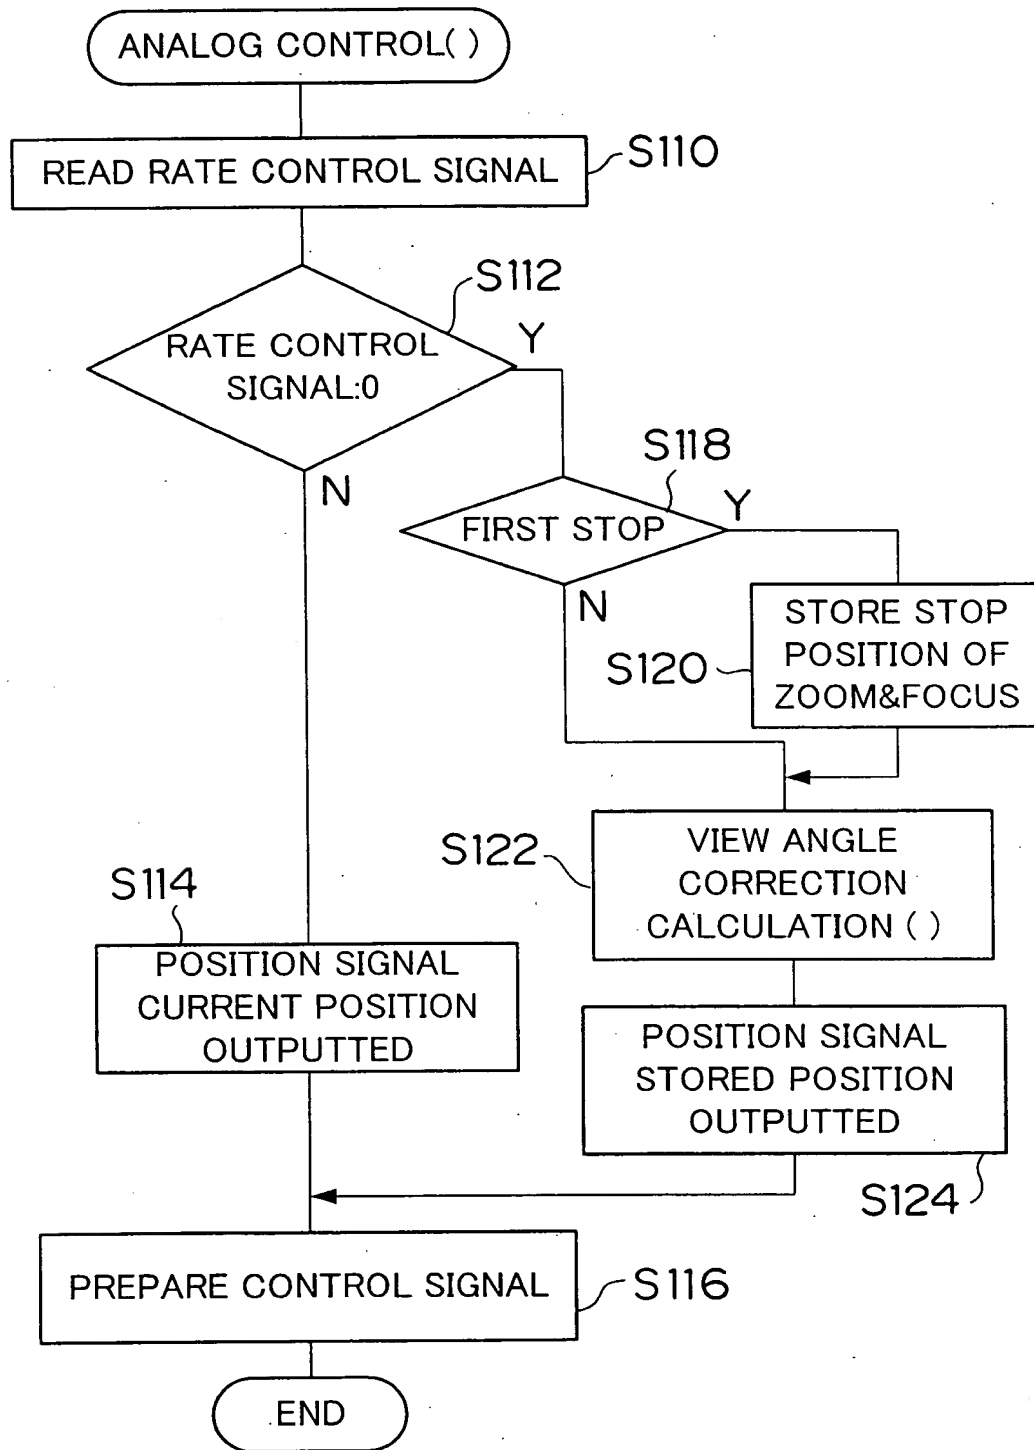 ANALOG CONTROL( )
READ RATE CONTROL SIGNAL
S110
S112
RATE CONTROL
SIGNAL:0
Y
N
S118
FIRST STOP
Y
N
STORE STOP
POSITION OF
ZOOM&FOCUS
S120
S122
VIEW ANGLE
CORRECTION
CALCULATION ( )
S114
POSITION SIGNAL
CURRENT POSITION
OUTPUTTED
POSITION SIGNAL
STORED POSITION
OUTPUTTED
S124
PREPARE CONTROL SIGNAL
S116
END